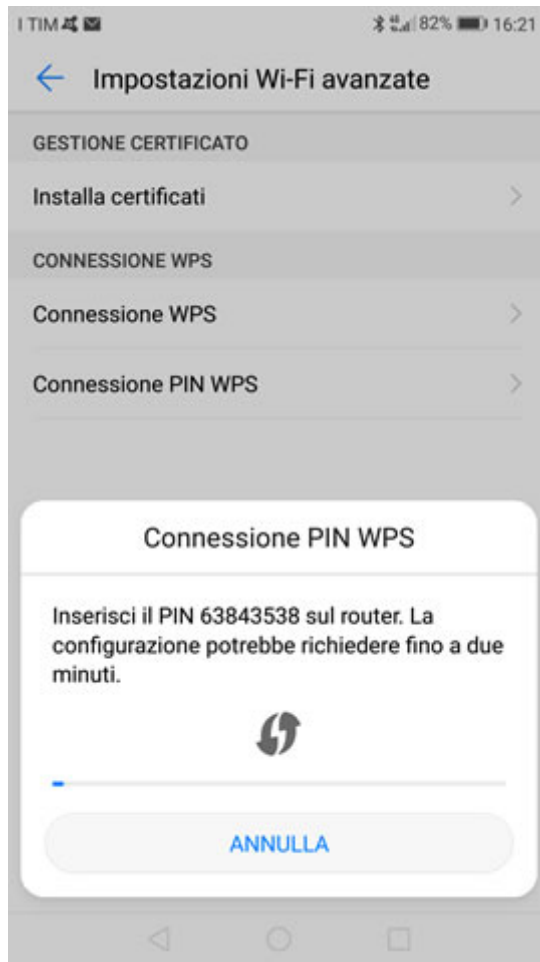 I TIM 82% 16:21
Impostazioni Wi-Fi avanzate
GESTIONE CERTIFICATO
Installa certificati
CONNESSIONE WPS
Connessione WPS
Connessione PIN WPS
Connessione PIN WPS
Inserisci il PIN 63843538 sul router. La
configurazione potrebbe richiedere fino a due
minuti.
ANNULLA